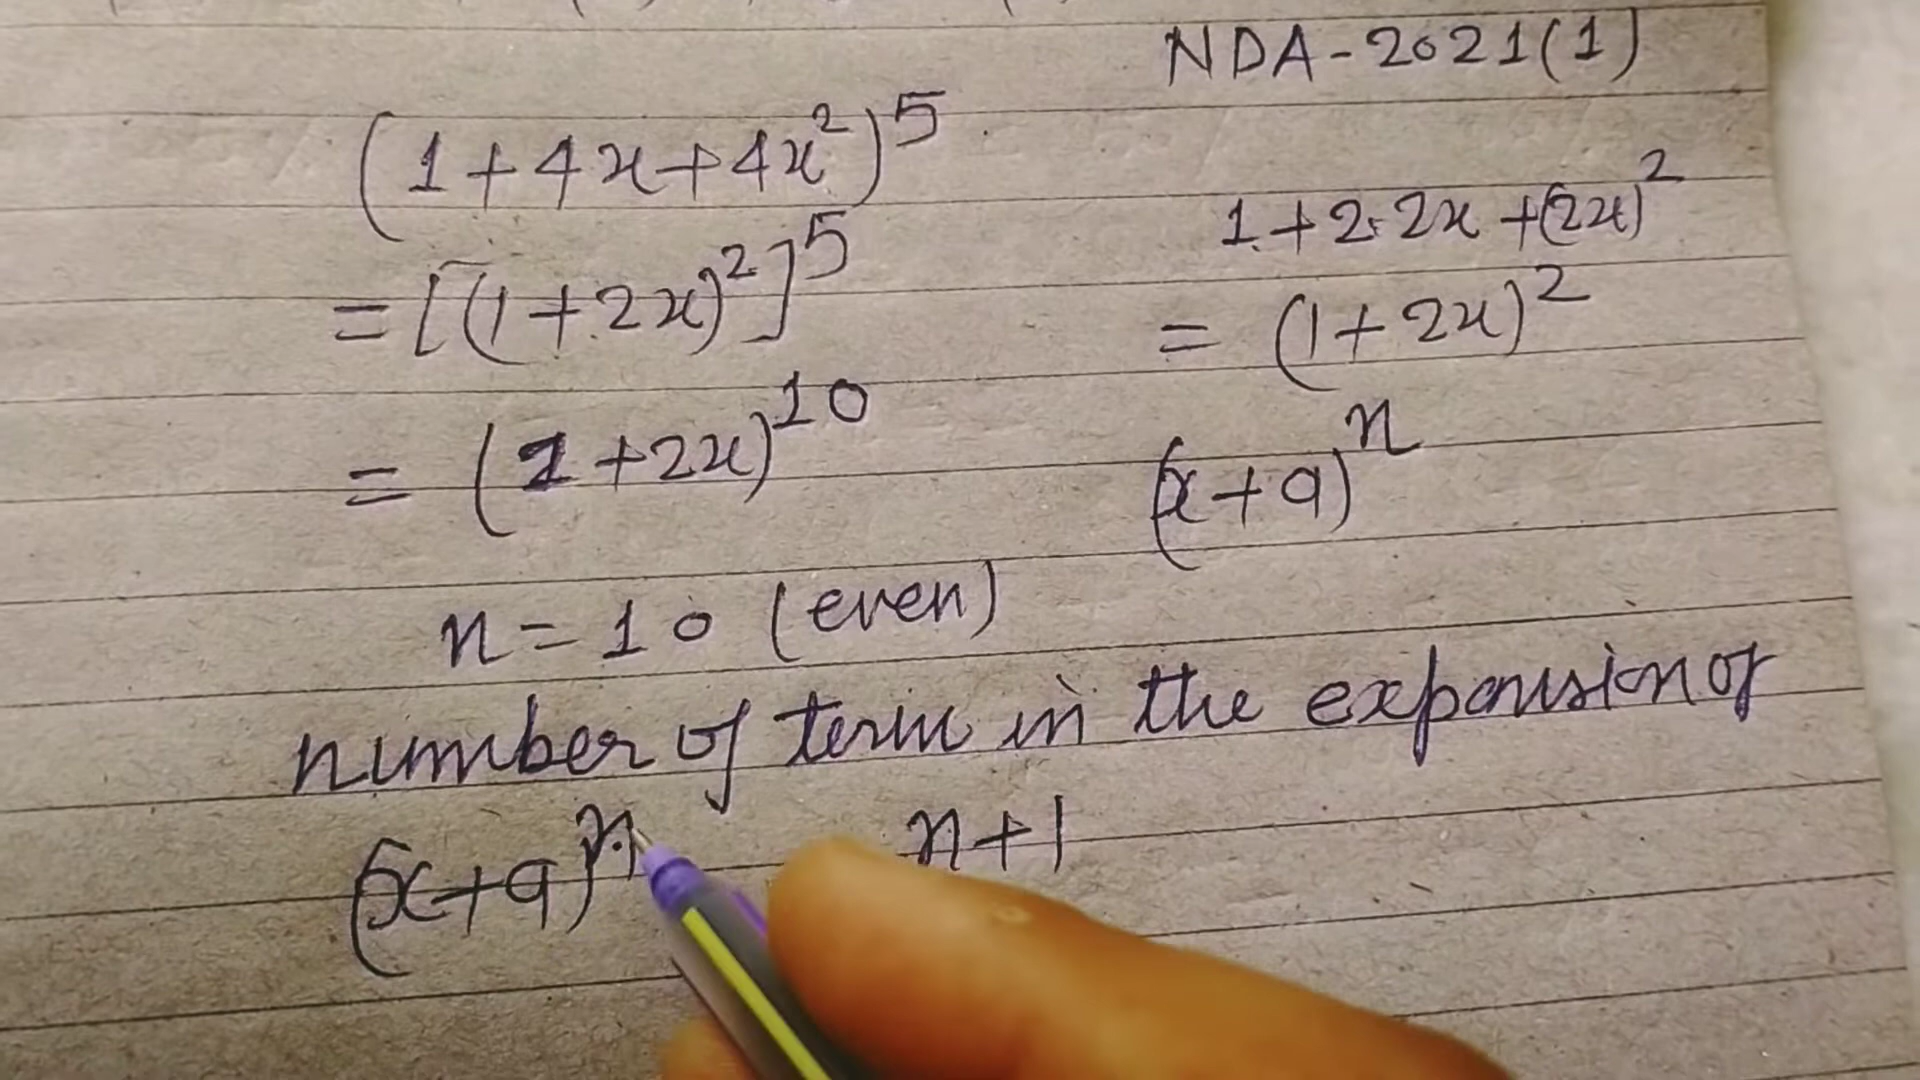 NDA-2021(1)
(1+4x+4x²)⁵
1+2.2x+(2x)²
=[(1+2x)²]⁵
=(1+2x)²
=(1+2x)¹⁰
(x+a)ⁿ
n=10 (even)
number of term in the expansion of
(x+a)ⁿ n+1